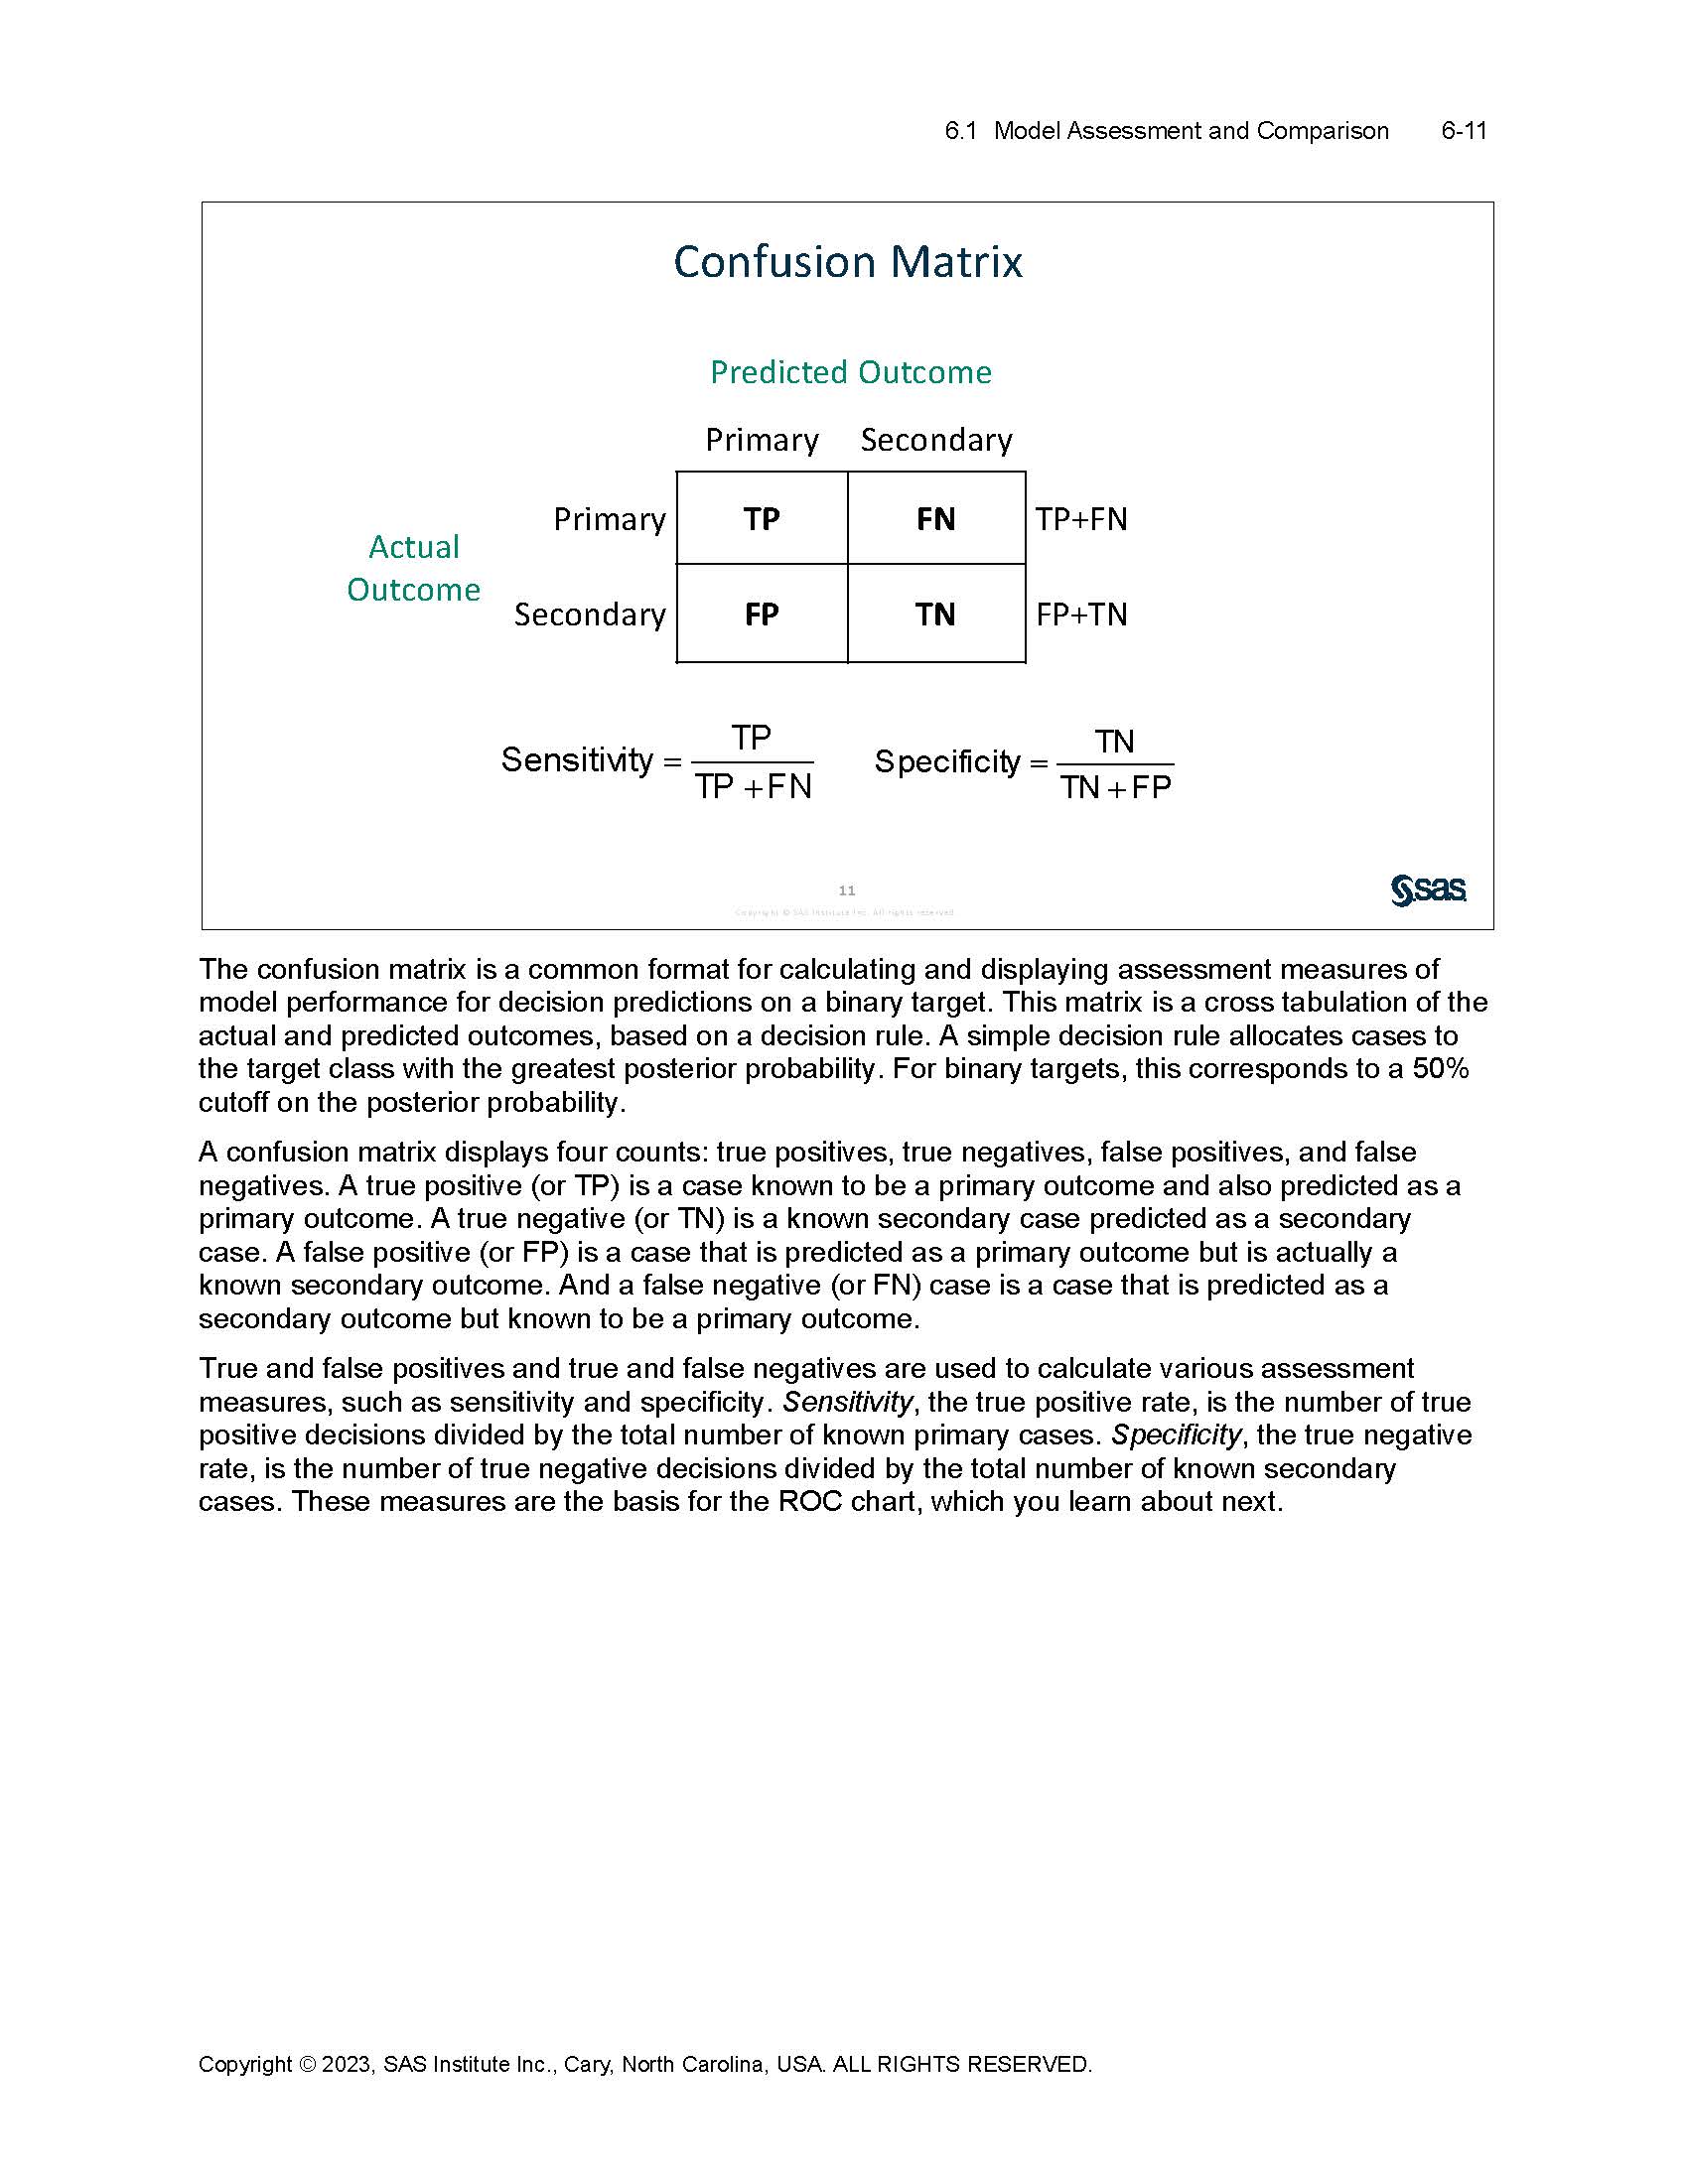 6.1 Model Assessment and Comparison 6-11
Confusion Matrix
Predicted Outcome
Primary Secondary
Primary TP FN TP+FN
Actual
Outcome
Secondary FP TN FP+TN
Sensitivity = TP / TP + FN
Specificity = TN / TN + FP
11
Copyright © SAS Institute Inc. All rights reserved.
sas
The confusion matrix is a common format for calculating and displaying assessment measures of
model performance for decision predictions on a binary target. This matrix is a cross tabulation of the
actual and predicted outcomes, based on a decision rule. A simple decision rule allocates cases to
the target class with the greatest posterior probability. For binary targets, this corresponds to a 50%
cutoff on the posterior probability.
A confusion matrix displays four counts: true positives, true negatives, false positives, and false
negatives. A true positive (or TP) is a case known to be a primary outcome and also predicted as a
primary outcome. A true negative (or TN) is a known secondary case predicted as a secondary
case. A false positive (or FP) is a case that is predicted as a primary outcome but is actually a
known secondary outcome. And a false negative (or FN) case is a case that is predicted as a
secondary outcome but known to be a primary outcome.
True and false positives and true and false negatives are used to calculate various assessment
measures, such as sensitivity and specificity. Sensitivity, the true positive rate, is the number of true
positive decisions divided by the total number of known primary cases. Specificity, the true negative
rate, is the number of true negative decisions divided by the total number of known secondary
cases. These measures are the basis for the ROC chart, which you learn about next.
Copyright © 2023, SAS Institute Inc., Cary, North Carolina, USA. ALL RIGHTS RESERVED.